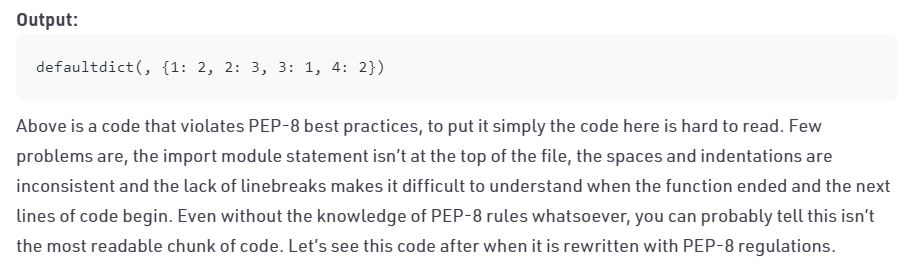 Output:
defaultdict(, {1: 2, 2: 3, 3: 1, 4: 2})
Above is a code that violates PEP-8 best practices, to put it simply the code here is hard to read. Few
problems are, the import module statement isn’t at the top of the file, the spaces and indentations are
inconsistent and the lack of linebreaks makes it difficult to understand when the function ended and the next
lines of code begin. Even without the knowledge of PEP-8 rules whatsoever, you can probably tell this isn’t
the most readable chunk of code. Let’s see this code after when it is rewritten with PEP-8 regulations.